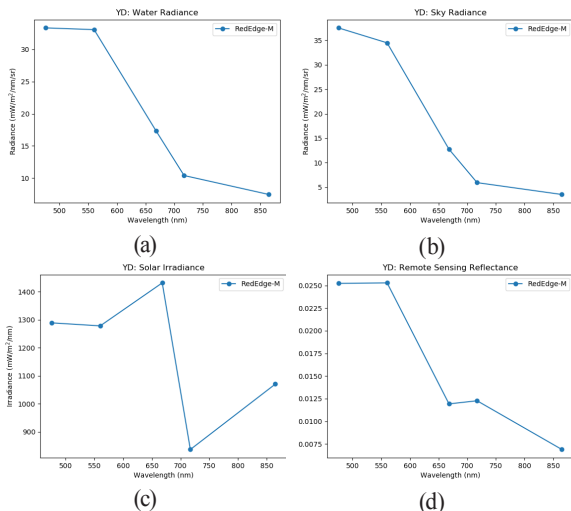 YD: Water Radiance
RedEdge-M
Radiance (mW/m²/nm/sr)
30
25
20
15
10
500 550 600 650 700 750 800 850
Wavelength (nm)
(a)
YD: Sky Radiance
RedEdge-M
Radiance (mW/m²/nm/sr)
35
30
25
20
15
10
5
500 550 600 650 700 750 800 850
Wavelength (nm)
(b)
YD: Solar Irradiance
RedEdge-M
Irradiance (mW/m²/nm)
1400
1300
1200
1100
1000
900
500 550 600 650 700 750 800 850
Wavelength (nm)
(c)
YD: Remote Sensing Reflectance
RedEdge-M
0.0250
0.0225
0.0200
0.0175
0.0150
0.0125
0.0100
0.0075
500 550 600 650 700 750 800 850
Wavelength (nm)
(d)